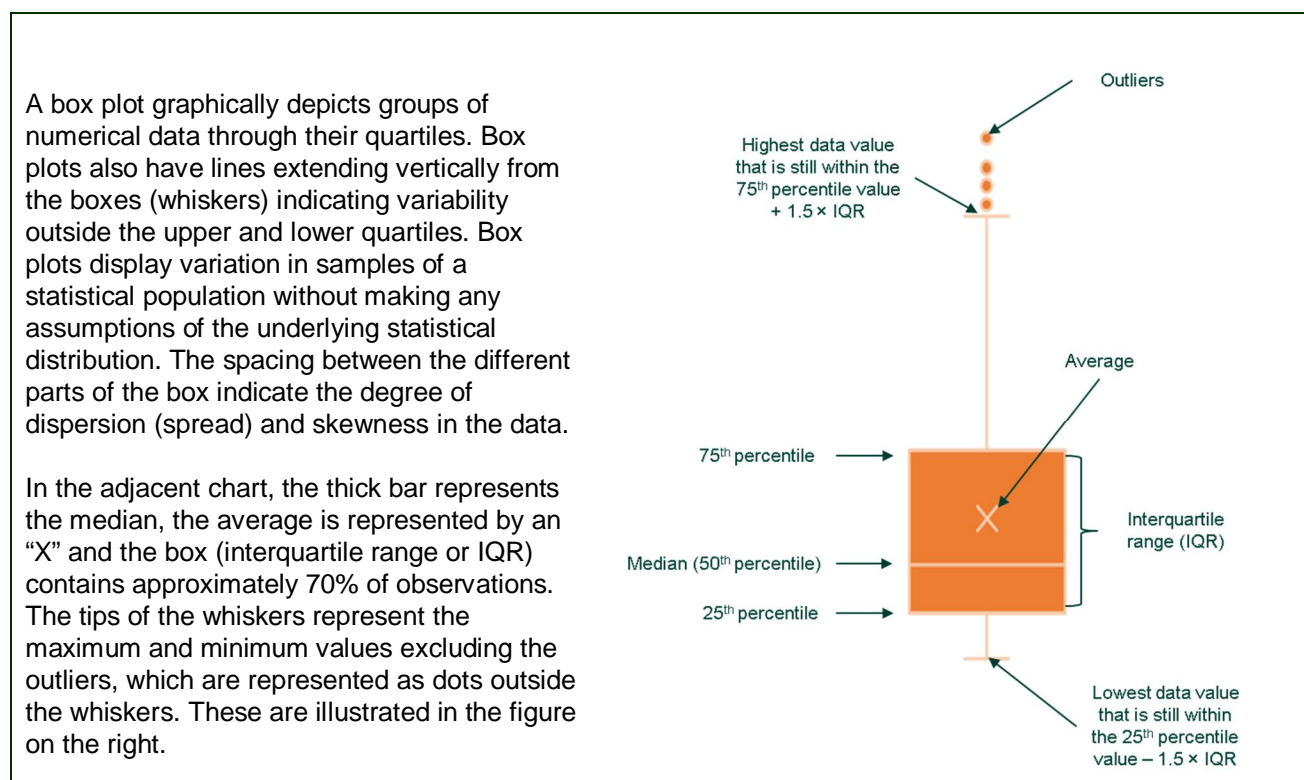 A box plot graphically depicts groups of
numerical data through their quartiles. Box
plots also have lines extending vertically from
the boxes (whiskers) indicating variability
outside the upper and lower quartiles. Box
plots display variation in samples of a
statistical population without making any
assumptions of the underlying statistical
distribution. The spacing between the different
parts of the box indicate the degree of
dispersion (spread) and skewness in the data.
In the adjacent chart, the thick bar represents
the median, the average is represented by an
“X” and the box (interquartile range or IQR)
contains approximately 70% of observations.
The tips of the whiskers represent the
maximum and minimum values excluding the
outliers, which are represented as dots outside
the whiskers. These are illustrated in the figure
on the right.
Outliers
Highest data value
that is still within the
75th percentile value
+ 1.5 × IQR
Average
75th percentile
Interquartile
range (IQR)
Median (50th percentile)
25th percentile
Lowest data value
that is still within
the 25th percentile
value – 1.5 × IQR